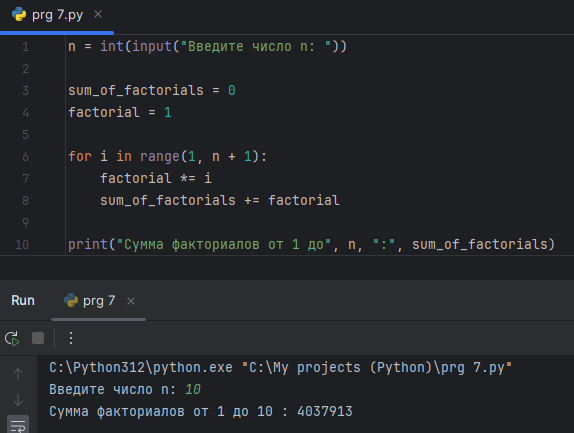 prg 7.py ×
1 n = int(input("Введите число n: "))
2
3 sum_of_factorials = 0
4 factorial = 1
5
6 for i in range(1, n + 1):
7     factorial *= i
8     sum_of_factorials += factorial
9
10 print("Сумма факториалов от 1 до", n, ":", sum_of_factorials)
Run prg 7 ×
C:\Python312\python.exe "C:\My projects (Python)\prg 7.py"
Введите число n: 10
Сумма факториалов от 1 до 10 : 4037913